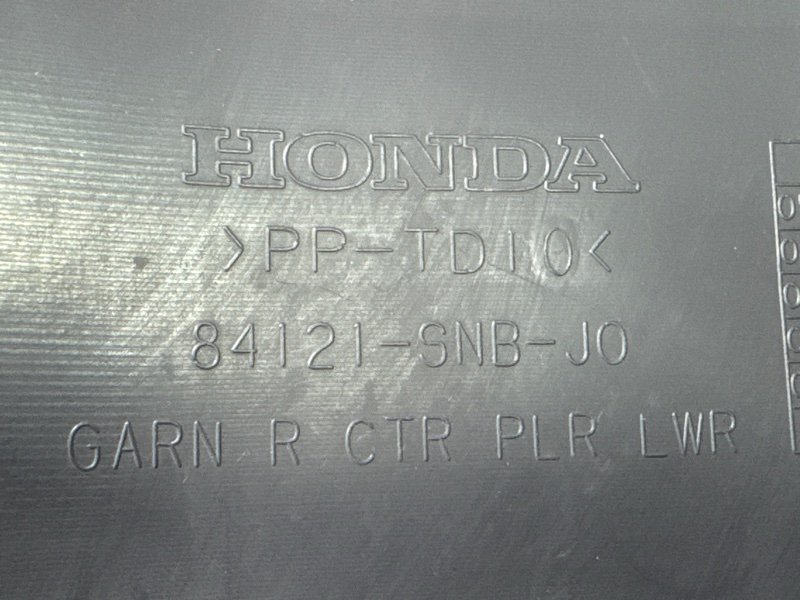 HONDA
>PP-TD10<
84121-SNB-J0
GARN R CTR PLR LWR